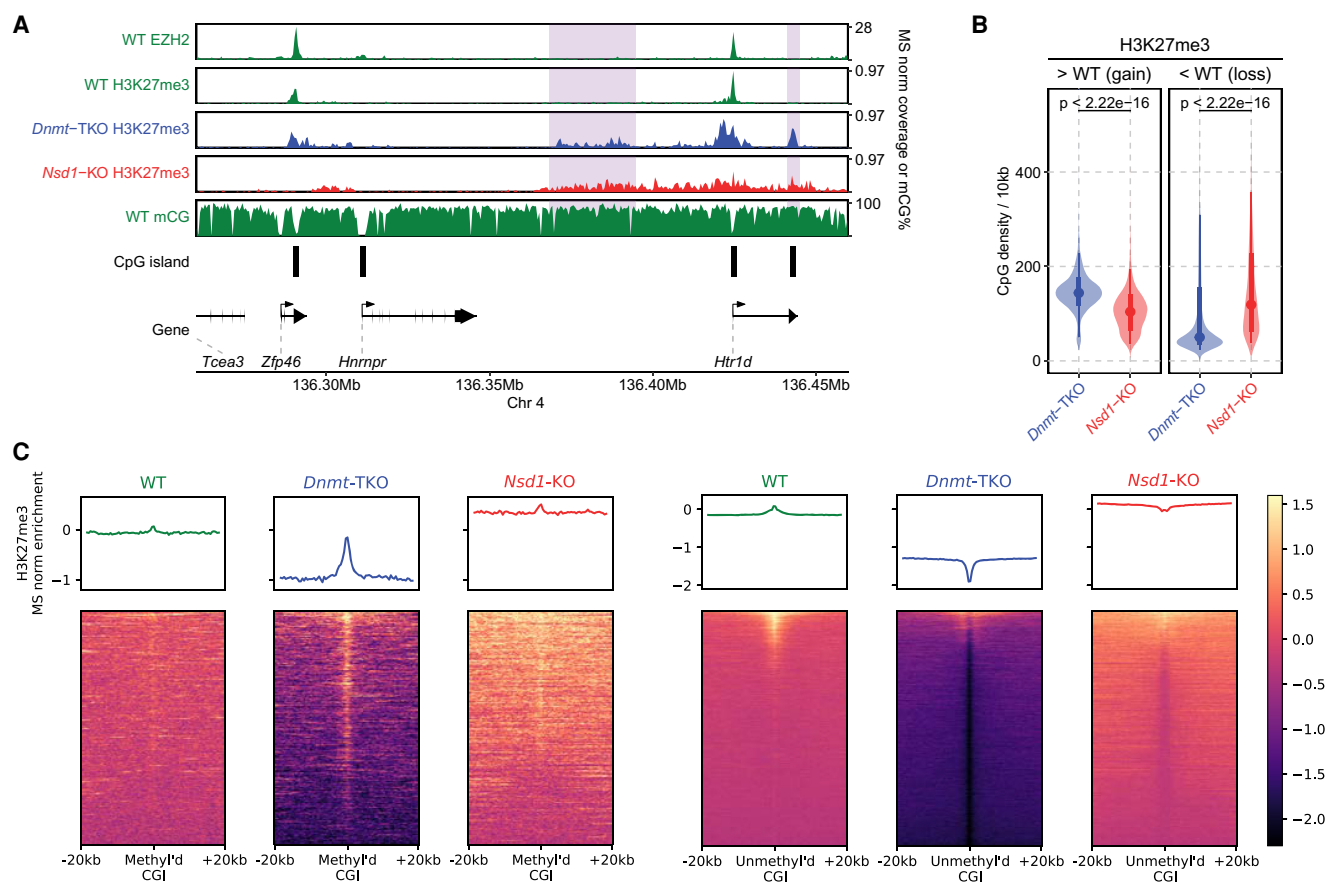 A
WT EZH2
28
WT H3K27me3
0.97
Dnmt−TKO H3K27me3
0.97
Nsd1−KO H3K27me3
0.97
WT mCG
100
MS norm coverage or mCG%
CpG island
Gene
Tcea3 Zfp46 Hnrnpr Htr1d
136.30Mb 136.35Mb 136.40Mb 136.45Mb
Chr 4
B
H3K27me3
> WT (gain) < WT (loss)
p < 2.22e−16 p < 2.22e−16
CpG density / 10kb
400
200
0
Dnmt−TKO Nsd1−KO Dnmt−TKO Nsd1−KO
C
H3K27me3
MS norm enrichment
WT Dnmt-TKO Nsd1-KO WT Dnmt-TKO Nsd1-KO
0
−1
0
−1
−2
1.5
1.0
0.5
0.0
−0.5
−1.0
−1.5
−2.0
-20kb Methyl'd +20kb -20kb Methyl'd +20kb -20kb Methyl'd +20kb -20kb Unmethyl'd +20kb -20kb Unmethyl'd +20kb -20kb Unmethyl'd +20kb
CGI CGI CGI CGI CGI CGI